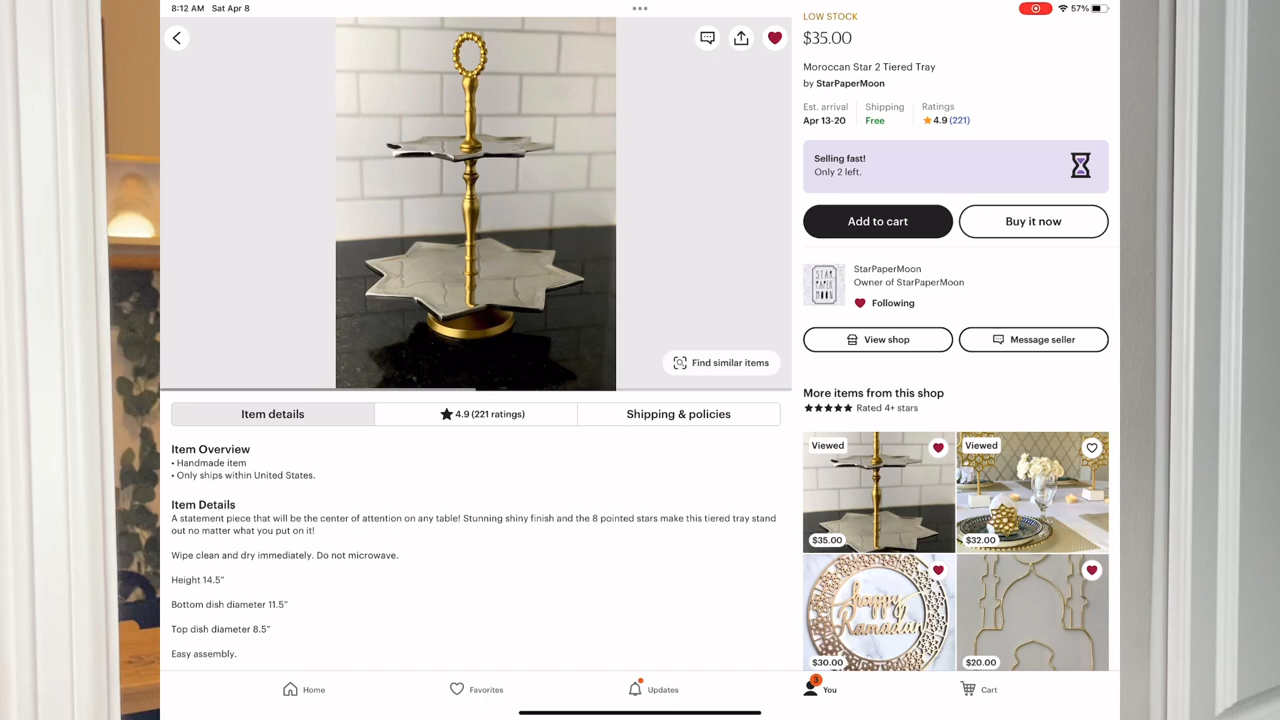 8:12 AM Sat Apr 8
57%
LOW STOCK
$35.00
Moroccan Star 2 Tiered Tray
by StarPaperMoon
Est. arrival
Apr 13-20
Shipping
Free
Ratings
4.9 (221)
Selling fast!
Only 2 left.
Add to cart
Buy it now
STAR
PAPER
MOON
StarPaperMoon
Owner of StarPaperMoon
Following
View shop
Message seller
Find similar items
Item details
4.9 (221 ratings)
Shipping & policies
Item Overview
• Handmade item
• Only ships within United States.
Item Details
A statement piece that will be the center of attention on any table! Stunning shiny finish and the 8 pointed stars make this tiered tray stand
out no matter what you put on it!
Wipe clean and dry immediately. Do not microwave.
Height 14.5”
Bottom dish diameter 11.5”
Top dish diameter 8.5”
Easy assembly.
More items from this shop
Rated 4+ stars
Viewed
$35.00
Viewed
$32.00
happy
Ramadan
$30.00
$20.00
Home
Favorites
Updates
3
You
Cart